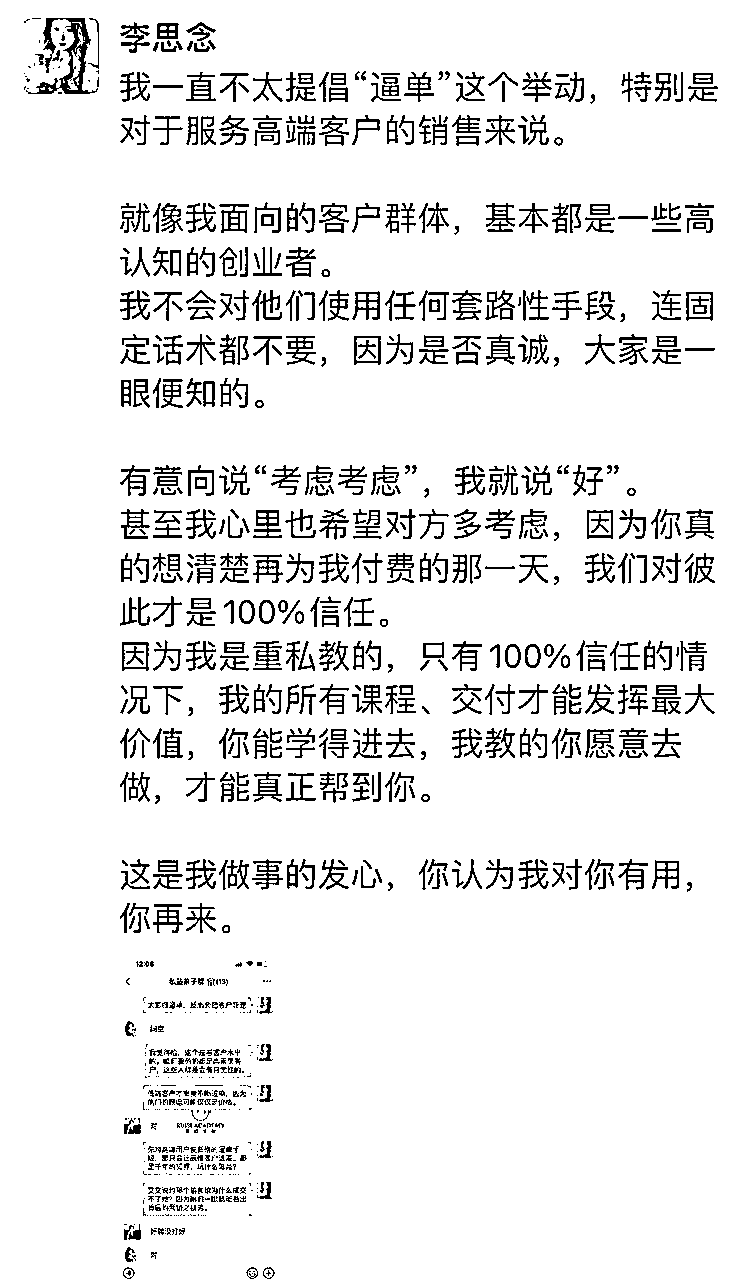 李思念
我一直不太提倡“逼单”这个举动，特别是
对于服务高端客户的销售来说。
就像我面向的客户群体，基本都是一些高
认知的创业者。
我不会对他们使用任何套路性手段，连固
定话术都不要，因为是否真诚，大家是一
眼便知的。
有意向说“考虑考虑”，我就说“好”。
甚至我心里也希望对方多考虑，因为你真
的想清楚再为我付费的那一天，我们对彼
此才是100%信任。
因为我是重私教的，只有100%信任的情
况下，我的所有课程、交付才能发挥最大
价值，你能学得进去，我教的你愿意去
做，才能真正帮到你。
这是我做事的发心，你认为我对你有用，
你再来。
12:06
对
好牌没打好
对